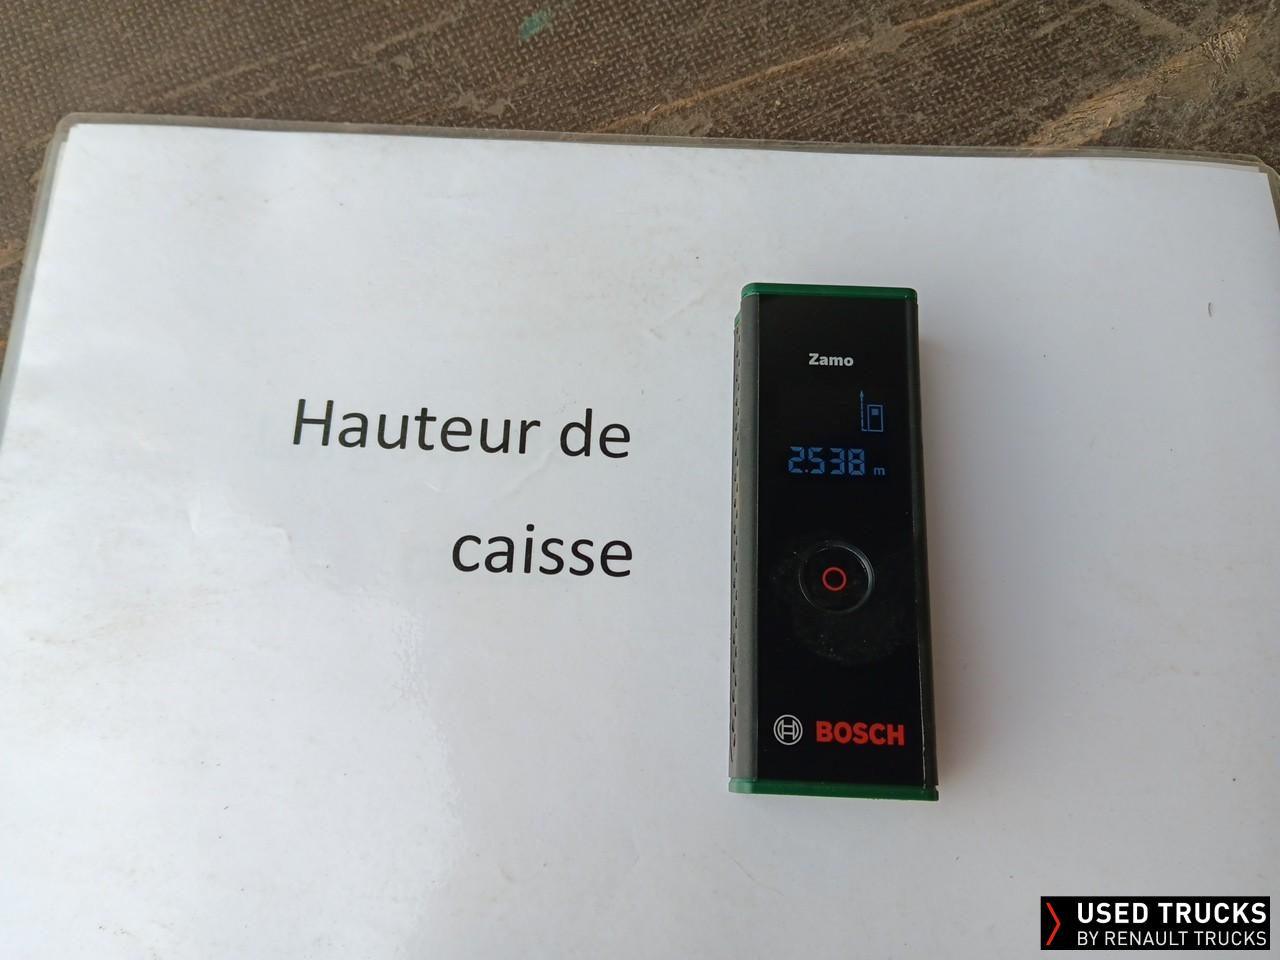 Hauteur de
caisse
Zamo
2.538 m
BOSCH
USED TRUCKS
BY RENAULT TRUCKS